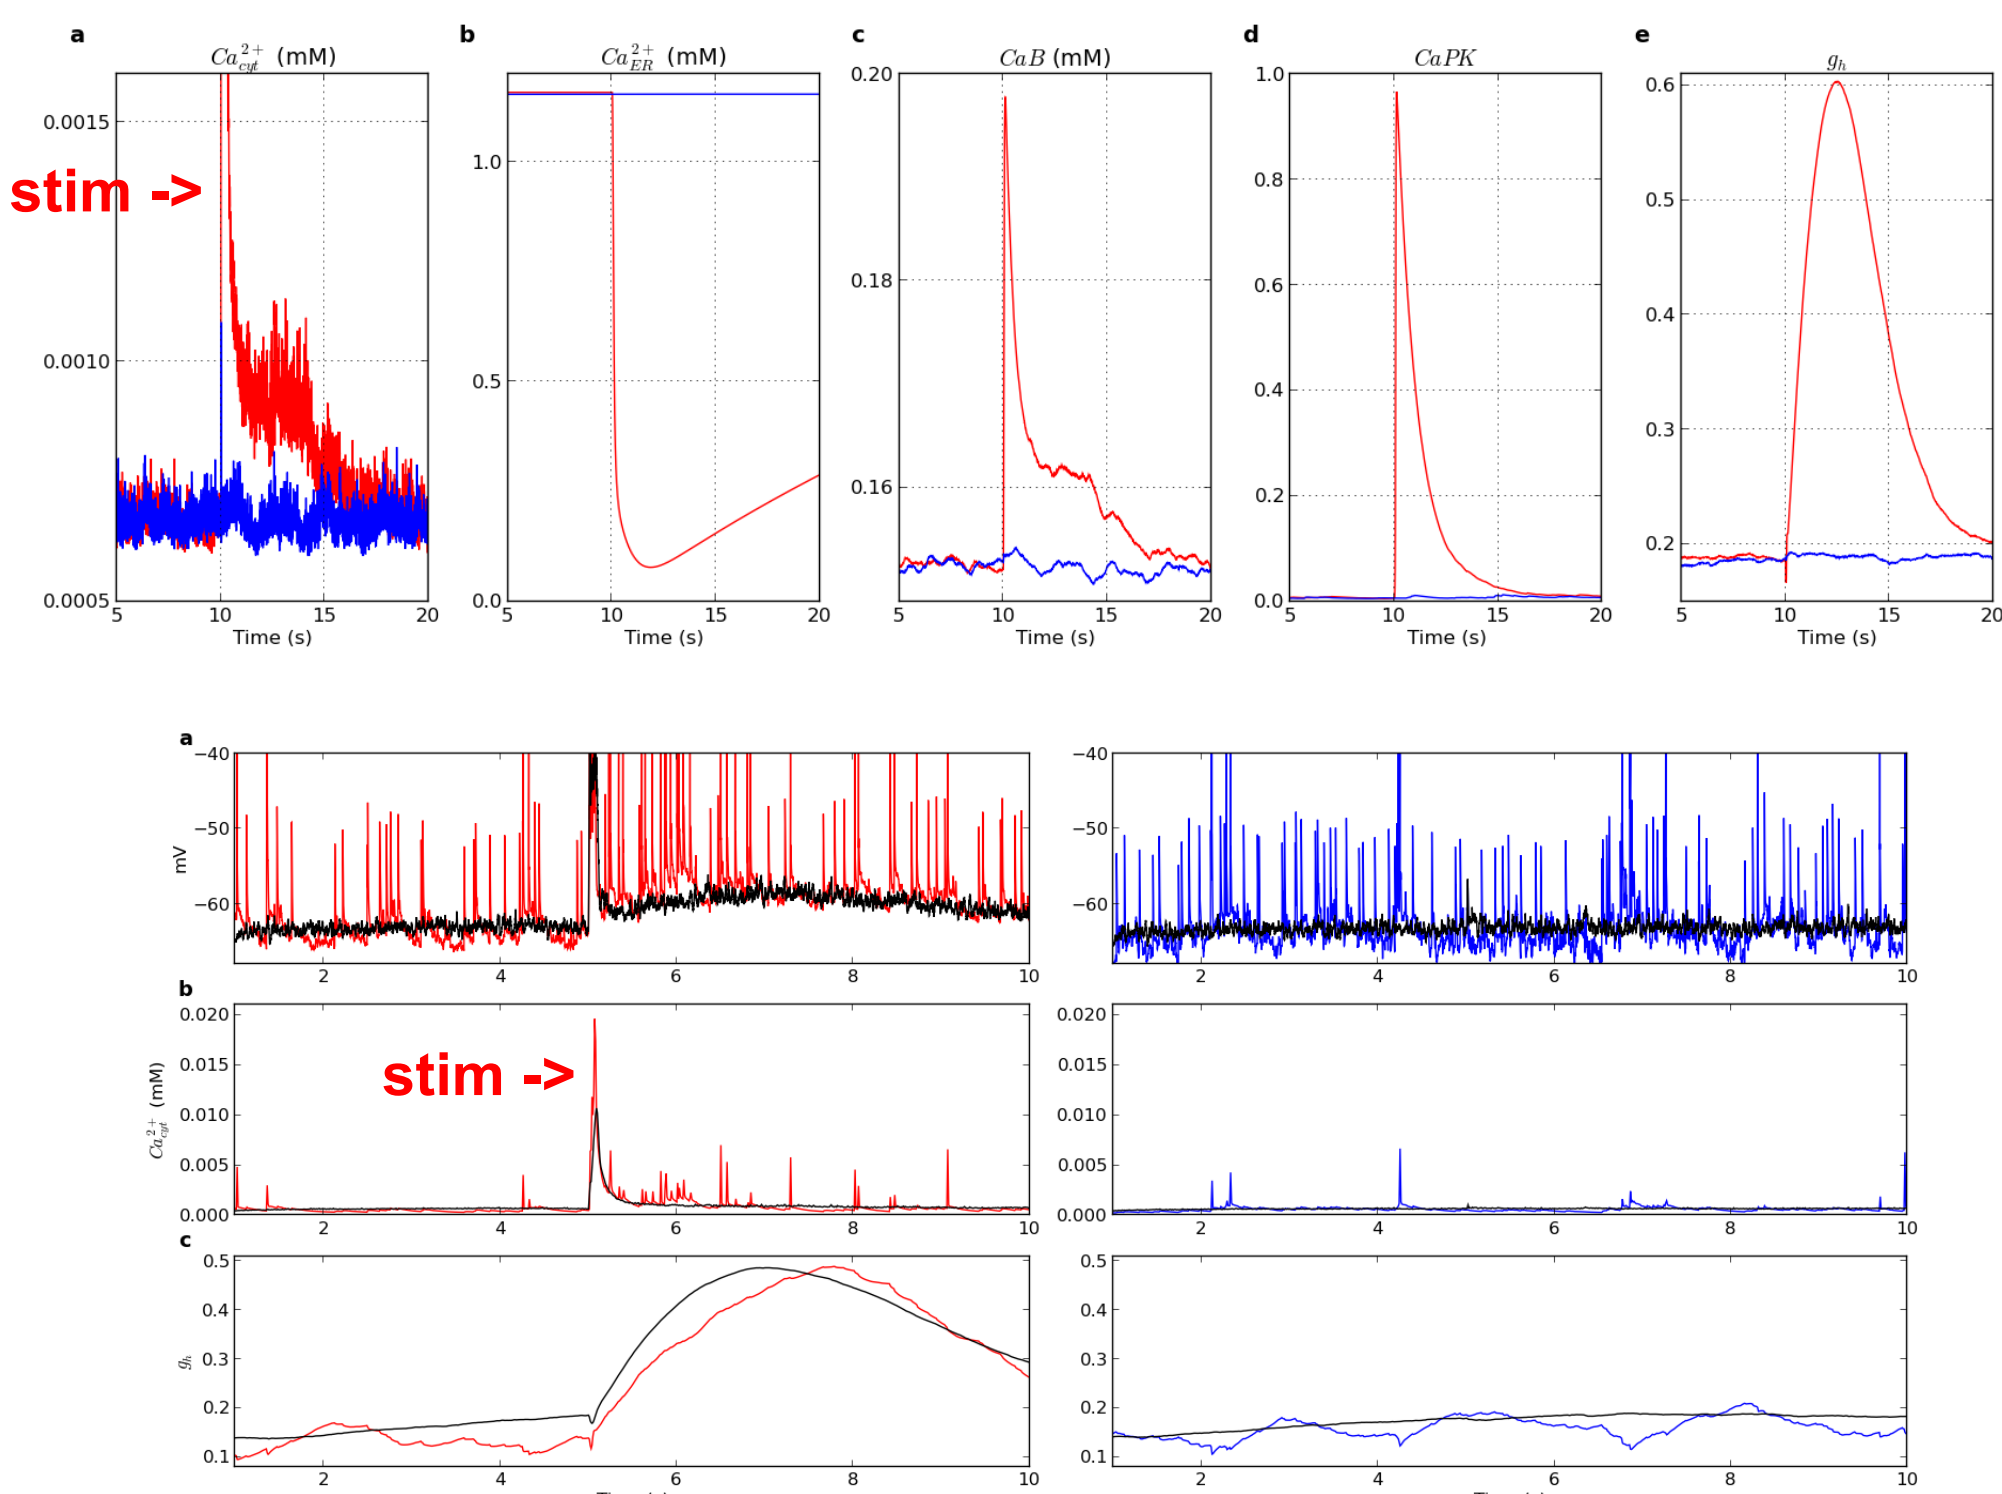 a b c d e
Ca²⁺cyt (mM) Ca²⁺ER (mM) CaB (mM) CaPK gh
0.0015 0.0010 0.0005
stim ->
1.0 0.5 0.0
0.20 0.18 0.16
1.0 0.8 0.6 0.4 0.2 0.0
0.6 0.5 0.4 0.3 0.2
5 10 15 20 5 10 15 20 5 10 15 20 5 10 15 20 5 10 15 20
Time (s) Time (s) Time (s) Time (s) Time (s)
a
mV
−40 −50 −60
−40 −50 −60
2 4 6 8 10 2 4 6 8 10
b
Ca²⁺cyt (mM)
0.020 0.015 0.010 0.005 0.000
stim ->
0.020 0.015 0.010 0.005 0.000
2 4 6 8 10 2 4 6 8 10
c
gh
0.5 0.4 0.3 0.2 0.1
0.5 0.4 0.3 0.2 0.1
2 4 6 8 10 2 4 6 8 10